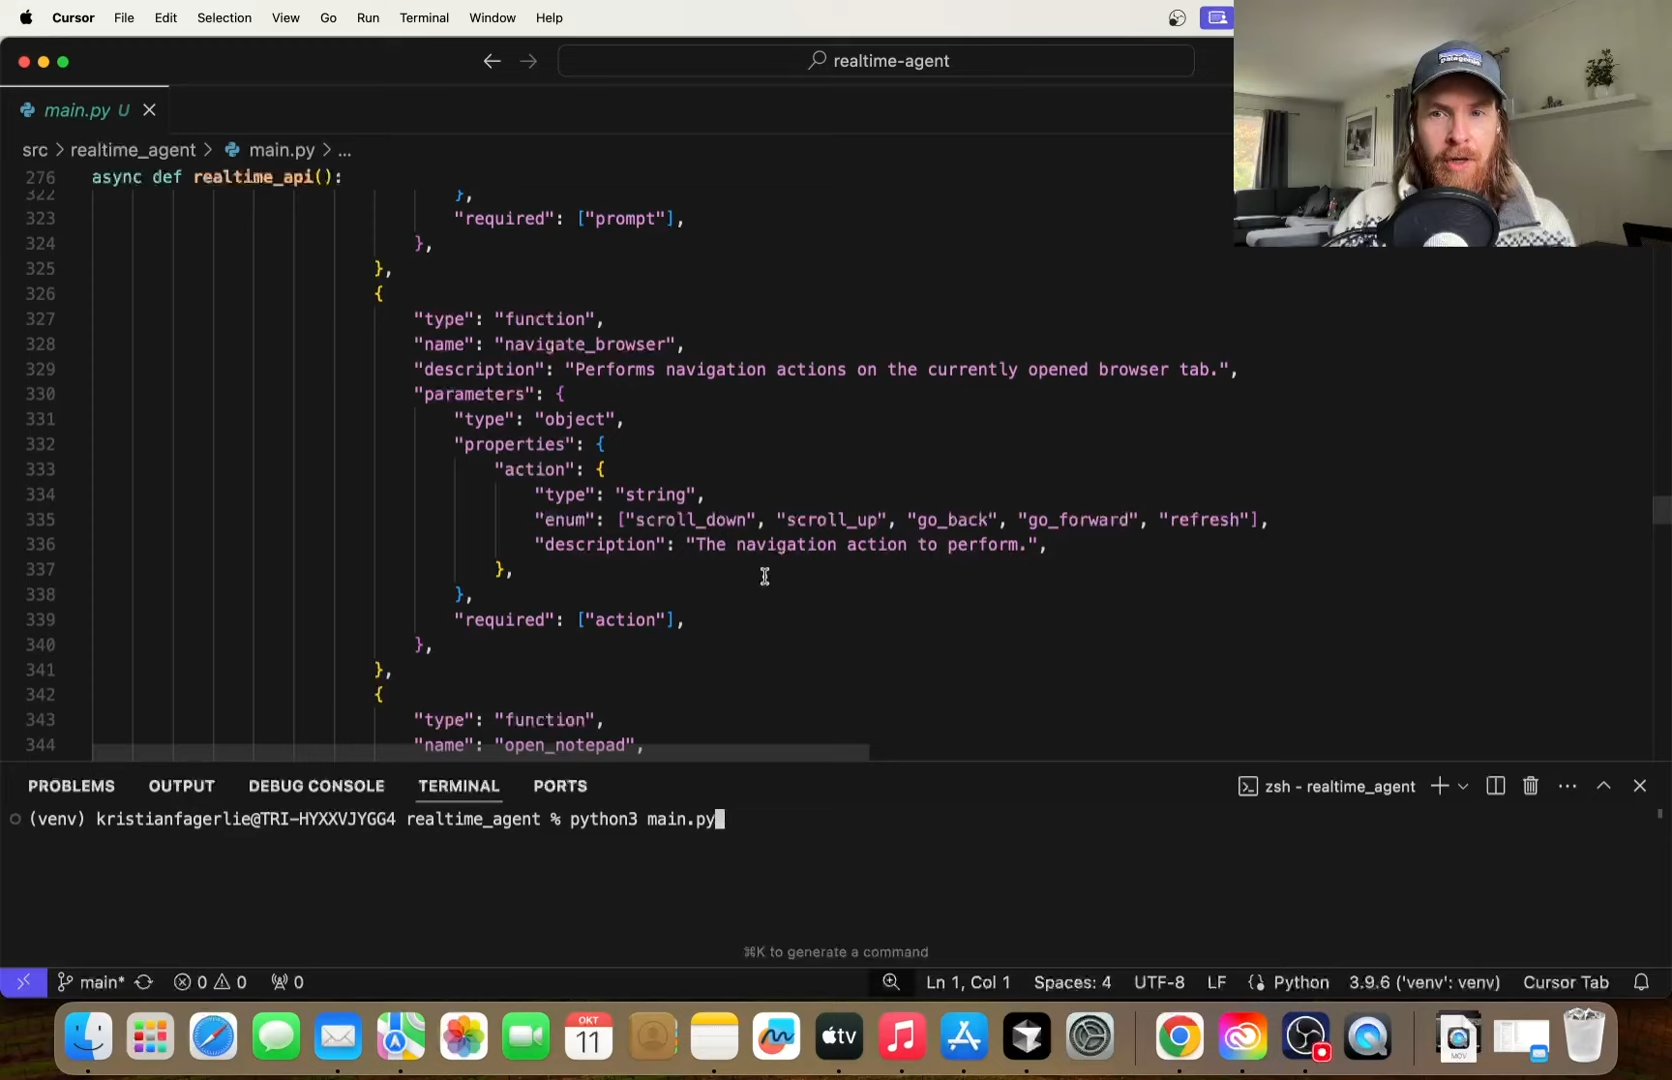 Cursor File Edit Selection View Go Run Terminal Window Help
realtime-agent
main.py U
src > realtime_agent > main.py > ...
276 async def realtime_api():
322 },
323 "required": ["prompt"],
324 },
325 },
326 {
327 "type": "function",
328 "name": "navigate_browser",
329 "description": "Performs navigation actions on the currently opened browser tab.",
330 "parameters": {
331 "type": "object",
332 "properties": {
333 "action": {
334 "type": "string",
335 "enum": ["scroll_down", "scroll_up", "go_back", "go_forward", "refresh"],
336 "description": "The navigation action to perform.",
337 },
338 },
339 "required": ["action"],
340 },
341 },
342 {
343 "type": "function",
344 "name": "open_notepad",
PROBLEMS OUTPUT DEBUG CONSOLE TERMINAL PORTS zsh - realtime_agent
(venv) kristianfagerlie@TRI-HYXXVJYGG4 realtime_agent % python3 main.py
⌘K to generate a command
main* 0 0 0 Ln 1, Col 1 Spaces: 4 UTF-8 LF Python 3.9.6 ('venv': venv) Cursor Tab
patagonia
OKT
11
tv
MOV